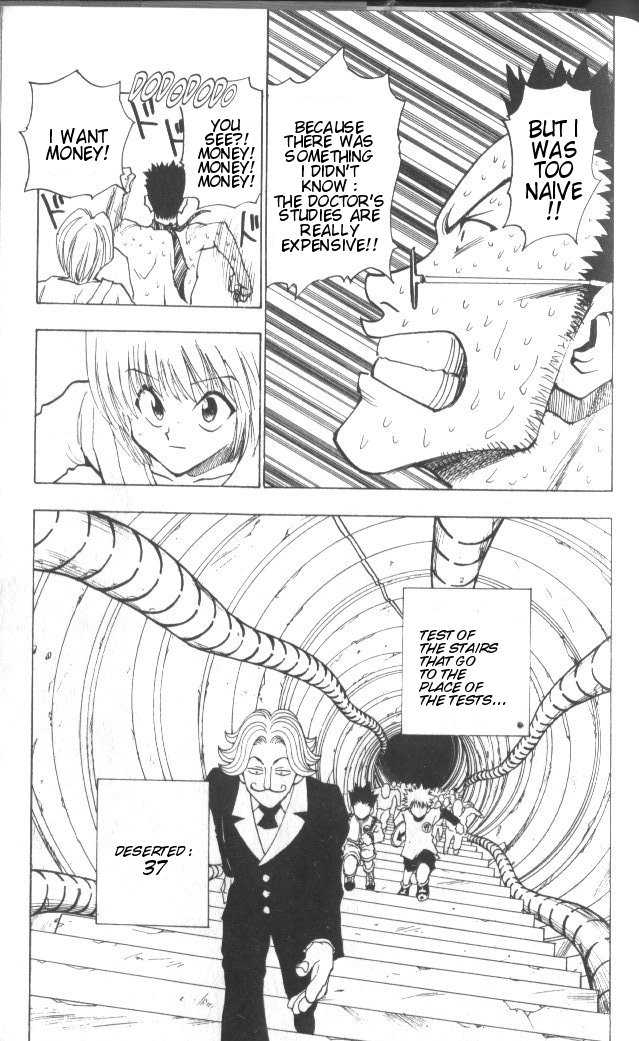 BUT I
WAS
TOO
NAIVE
!!
BECAUSE
THERE WAS
SOMETHING
I DIDN'T
KNOW :
THE DOCTOR'S
STUDIES ARE
REALLY
EXPENSIVE!!
DODODODO
YOU
SEE?!
MONEY!
MONEY!
MONEY!
I WANT
MONEY!
TEST OF
THE STAIRS
THAT GO
TO THE
PLACE OF
THE TESTS...
DESERTED :
37